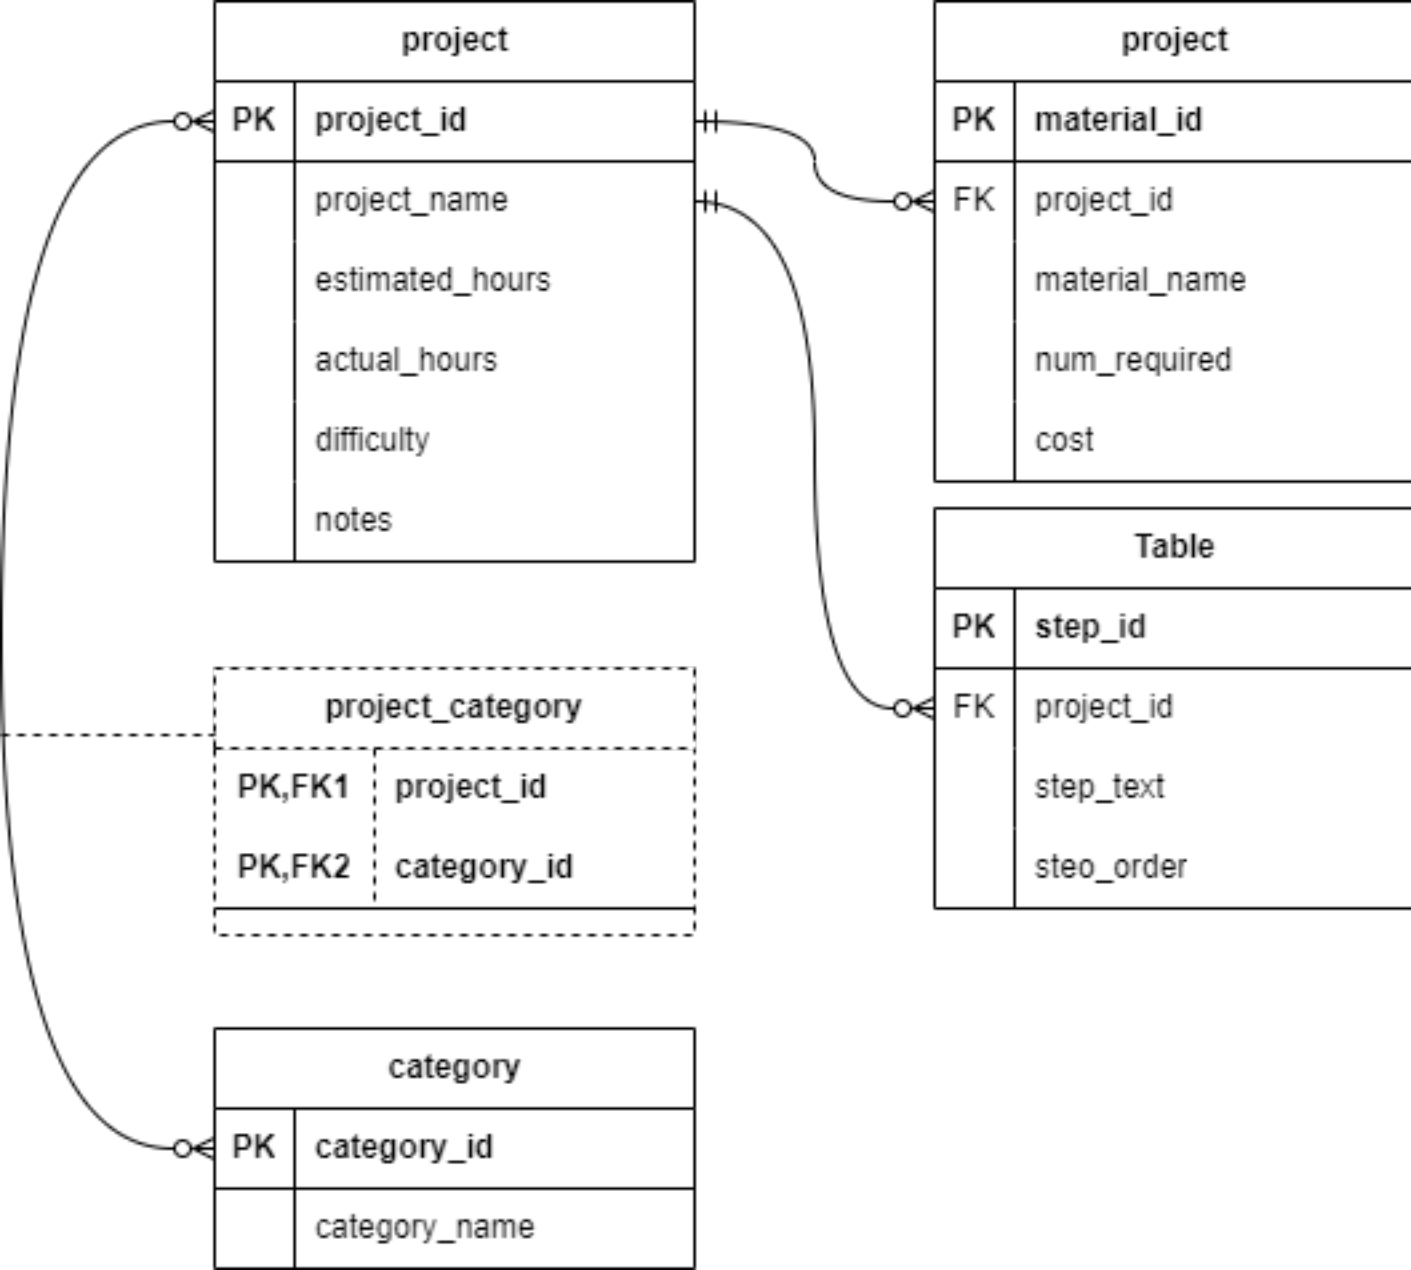 project
PK project_id
project_name
estimated_hours
actual_hours
difficulty
notes
project
PK material_id
FK project_id
material_name
num_required
cost
Table
PK step_id
FK project_id
step_text
steo_order
project_category
PK,FK1 project_id
PK,FK2 category_id
category
PK category_id
category_name